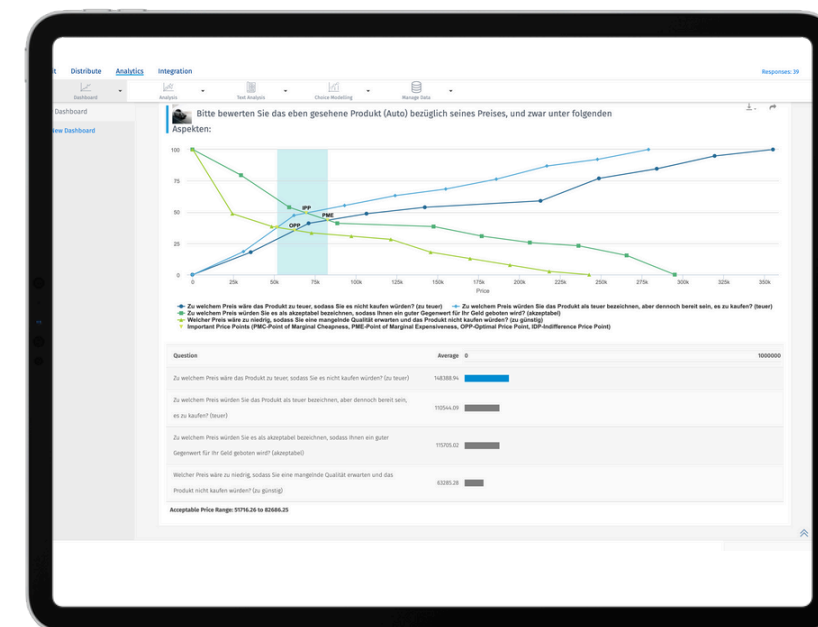 t Distribute Analytics Integration Responses: 39
Dashboard Analysis Text Analysis Choice Modelling Manage Data
Dashboard
New Dashboard
Bitte bewerten Sie das eben gesehene Produkt (Auto) bezüglich seines Preises, und zwar unter folgenden
Aspekten:
100
75
50
25
0
IPP
PME
OPP
0 25k 50k 75k 100k 125k 150k 175k 200k 225k 250k 275k 300k 325k 350k
Price
Zu welchem Preis wäre das Produkt zu teuer, sodass Sie es nicht kaufen würden? (zu teuer) Zu welchem Preis würden Sie das Produkt als teuer bezeichnen, aber dennoch bereit sein, es zu kaufen? (teuer)
Zu welchem Preis würden Sie es als akzeptabel bezeichnen, sodass Ihnen ein guter Gegenwert für Ihr Geld geboten wird? (akzeptabel)
Welcher Preis wäre zu niedrig, sodass Sie eine mangelnde Qualität erwarten und das Produkt nicht kaufen würden? (zu günstig)
Important Price Points (PMC-Point of Marginal Cheapness, PME-Point of Marginal Expensiveness, OPP-Optimal Price Point, IDP-Indifference Price Point)
Question Average 0 1000000
Zu welchem Preis wäre das Produkt zu teuer, sodass Sie es nicht kaufen würden? (zu teuer) 148388.94
Zu welchem Preis würden Sie das Produkt als teuer bezeichnen, aber dennoch bereit sein,
es zu kaufen? (teuer) 110544.09
Zu welchem Preis würden Sie es als akzeptabel bezeichnen, sodass Ihnen ein guter
Gegenwert für Ihr Geld geboten wird? (akzeptabel) 115705.02
Welcher Preis wäre zu niedrig, sodass Sie eine mangelnde Qualität erwarten und das
Produkt nicht kaufen würden? (zu günstig) 63285.28
Acceptable Price Range: 51716.26 to 82686.25